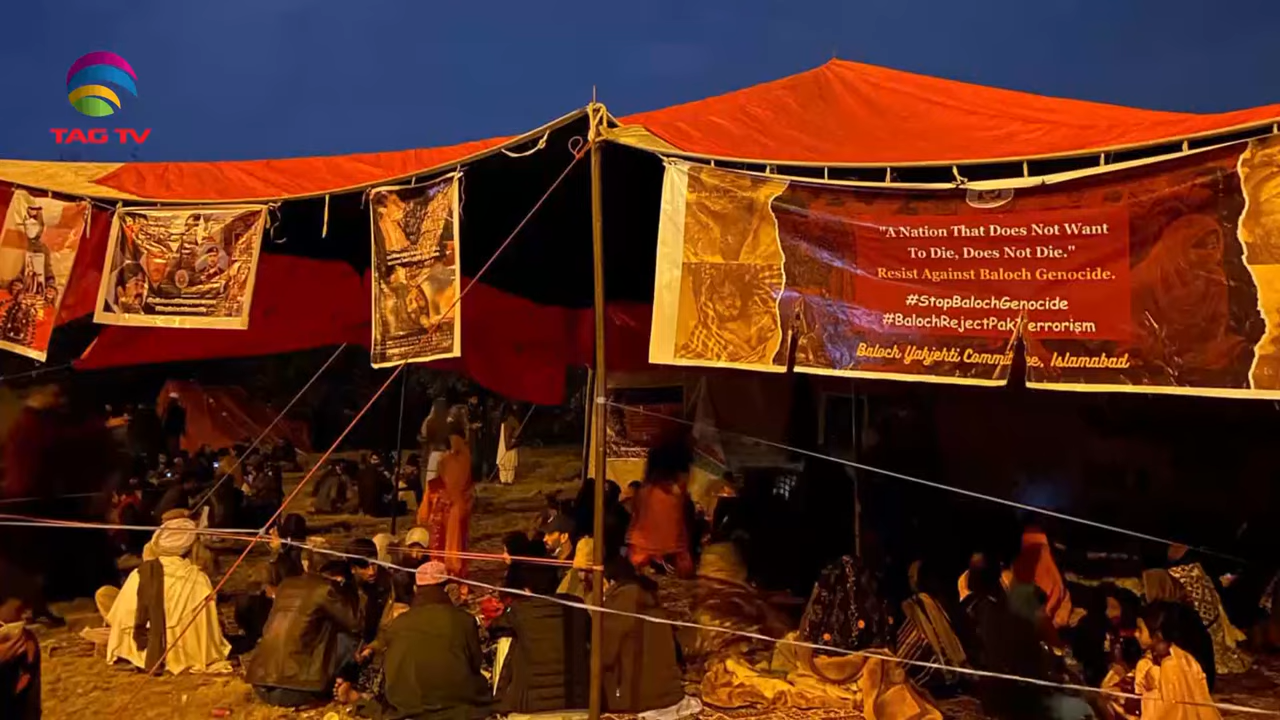 TAG TV
"A Nation That Does Not Want
To Die, Does Not Die."
Resist Against Baloch Genocide.
#StopBalochGenocide
#BalochRejectPakTerrorism
Baloch Yakjehti Committee, Islamabad